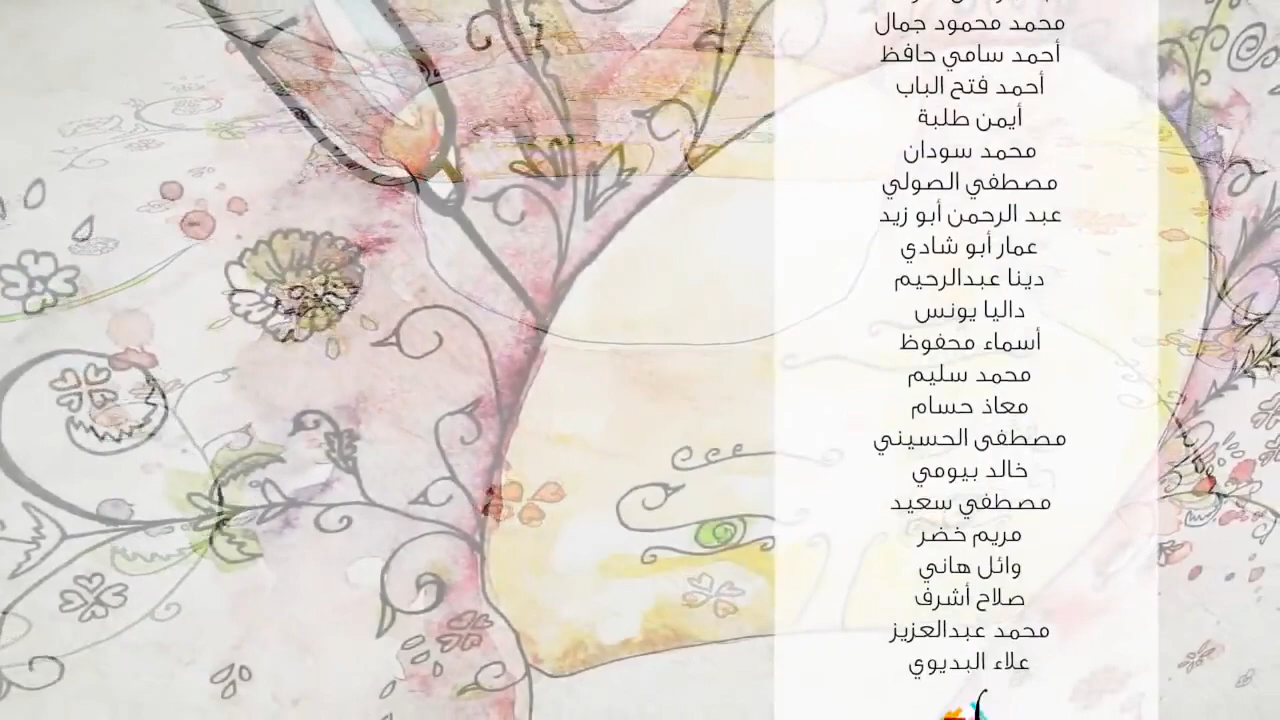 محمد محمود جمال
أحمد سامي حافظ
أحمد فتح الباب
أيمن طلبة
محمد سودان
مصطفي الصولي
عبد الرحمن أبو زيد
عمار أبو شادي
دينا عبدالرحيم
داليا يونس
أسماء محفوظ
محمد سليم
معاذ حسام
مصطفى الحسيني
خالد بيومي
مصطفي سعيد
مريم خضر
وائل هاني
صلاح أشرف
محمد عبدالعزيز
علاء البديوي